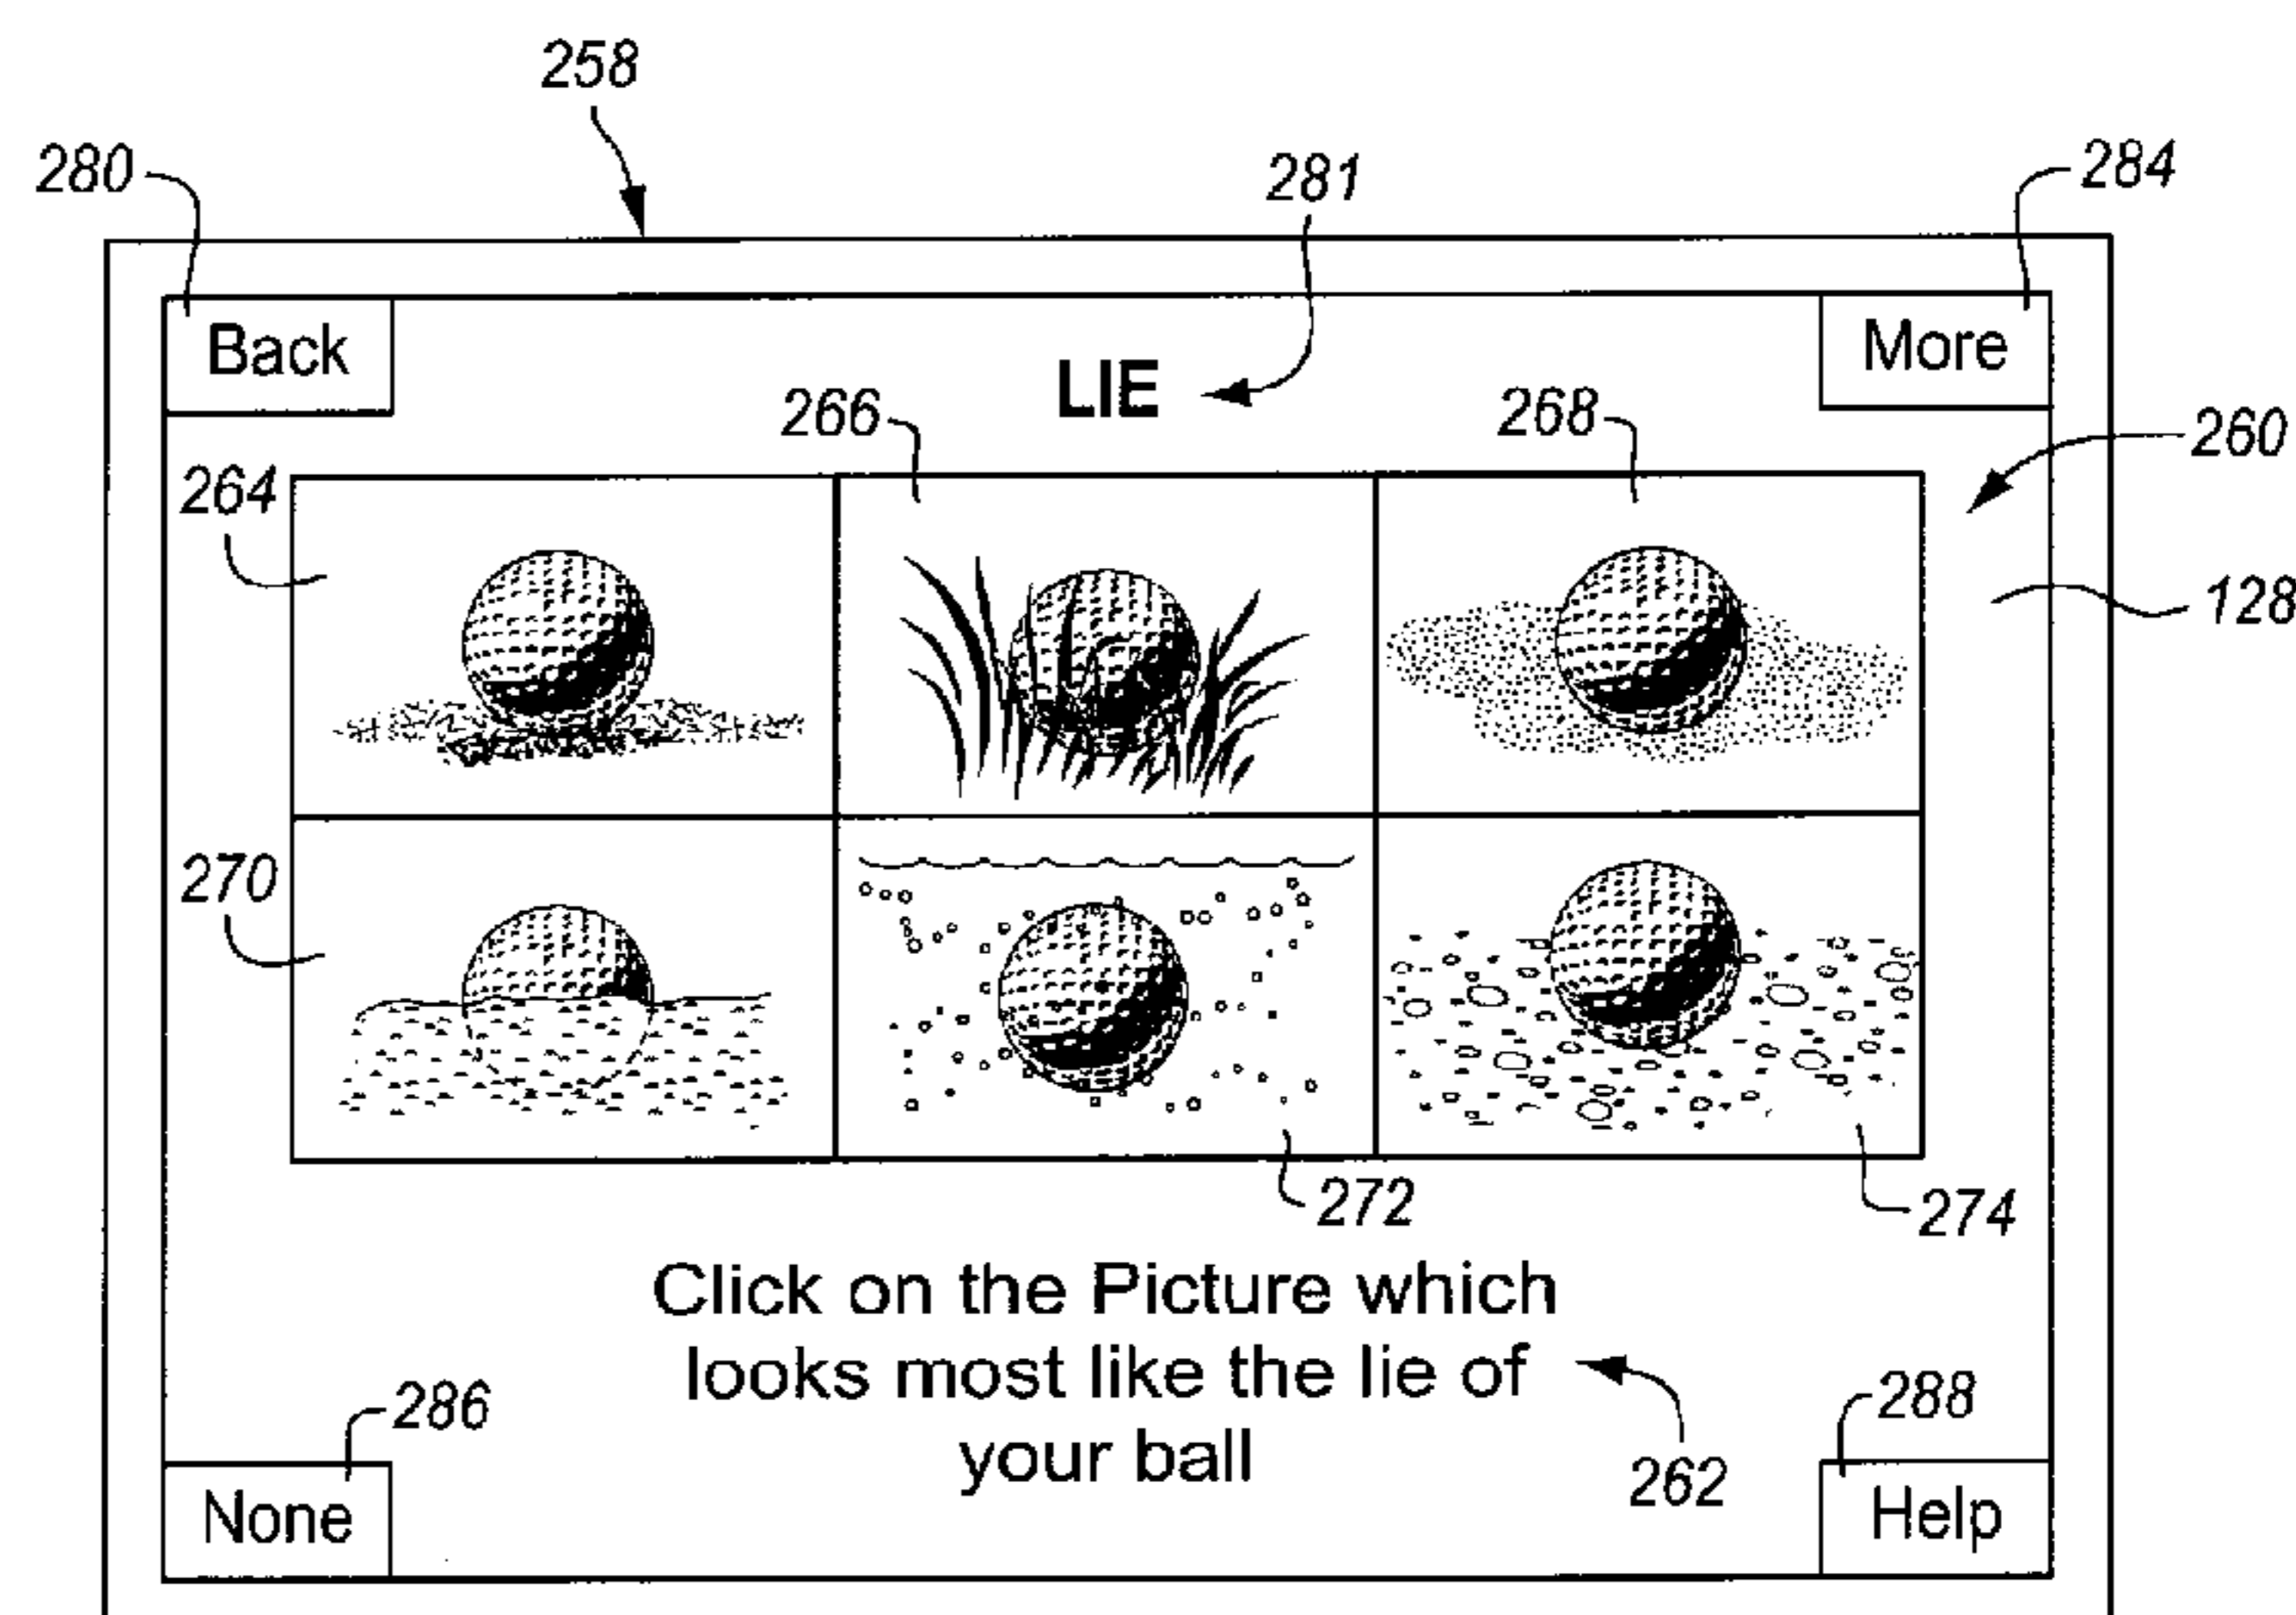 258
280
281
284
Back
LIE
More
266
268
260
264
128
270
272
274
Click on the Picture which
looks most like the lie of
your ball
286
288
262
None
Help